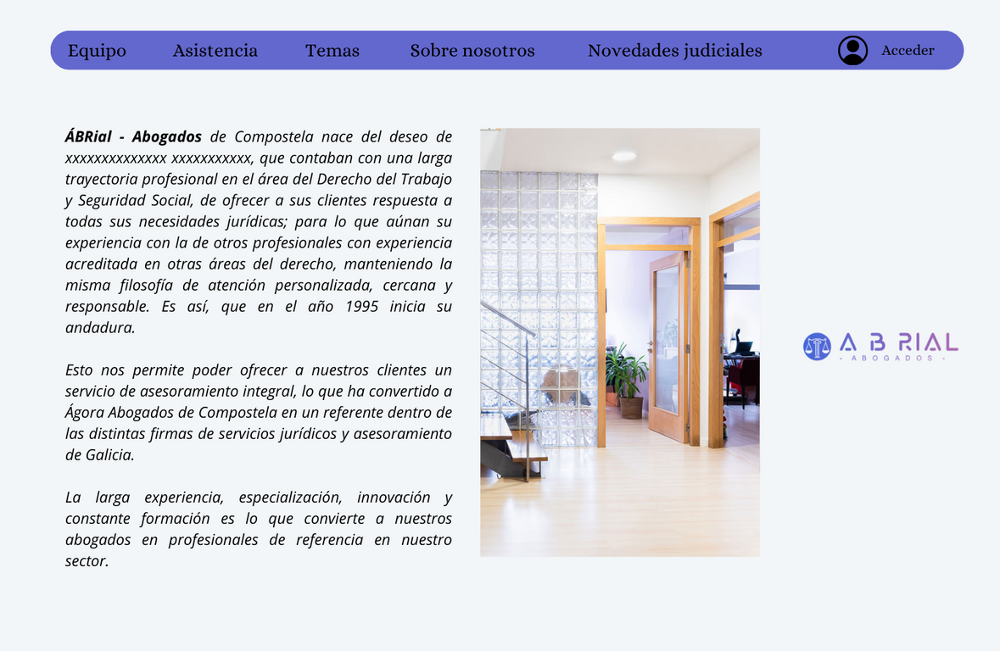 Equipo
Asistencia
Temas
Sobre nosotros
Novedades judiciales
Acceder
ÁBRial - Abogados de Compostela nace del deseo de
xxxxxxxxxxxxxx xxxxxxxxxxx, que contaban con una larga
trayectoria profesional en el área del Derecho del Trabajo
y Seguridad Social, de ofrecer a sus clientes respuesta a
todas sus necesidades jurídicas; para lo que aúnan su
experiencia con la de otros profesionales con experiencia
acreditada en otras áreas del derecho, manteniendo la
misma filosofía de atención personalizada, cercana y
responsable. Es así, que en el año 1995 inicia su
andadura.
Esto nos permite poder ofrecer a nuestros clientes un
servicio de asesoramiento integral, lo que ha convertido a
Ágora Abogados de Compostela en un referente dentro de
las distintas firmas de servicios jurídicos y asesoramiento
de Galicia.
La larga experiencia, especialización, innovación y
constante formación es lo que convierte a nuestros
abogados en profesionales de referencia en nuestro
sector.
A B RIAL
- ABOGADOS -